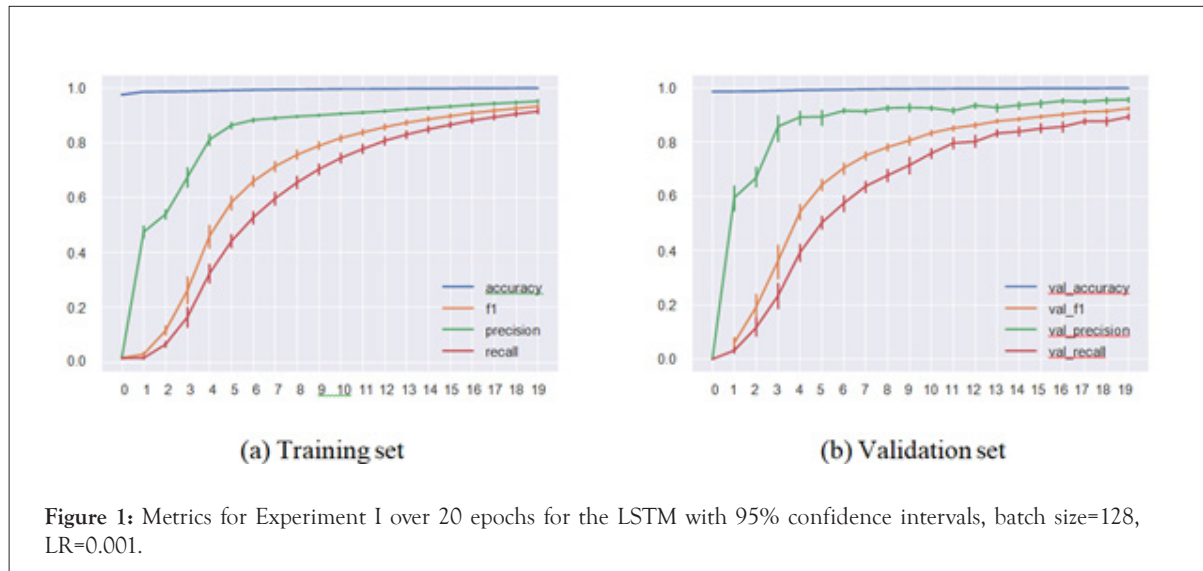 1.0
0.8
0.6
0.4
0.2
0.0
accuracy
f1
precision
recall
0 1 2 3 4 5 6 7 8 9 10 11 12 13 14 15 16 17 18 19
(a) Training set
1.0
0.8
0.6
0.4
0.2
0.0
val_accuracy
val_f1
val_precision
val_recall
0 1 2 3 4 5 6 7 8 9 10 11 12 13 14 15 16 17 18 19
(b) Validation set
Figure 1: Metrics for Experiment I over 20 epochs for the LSTM with 95% confidence intervals, batch size=128,
LR=0.001.